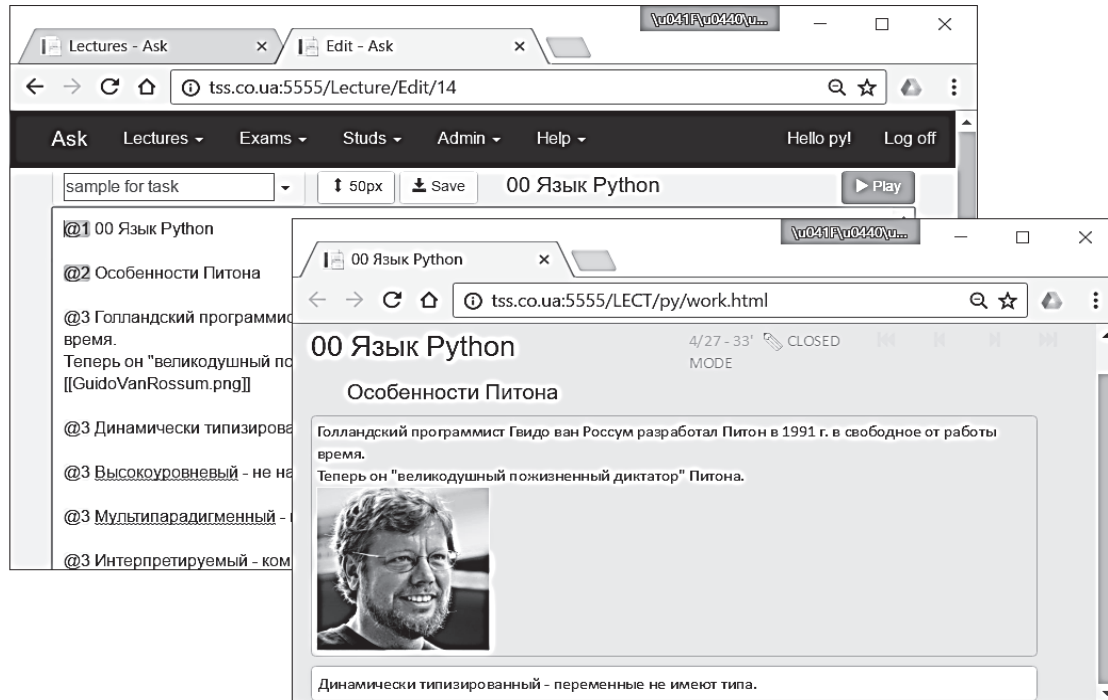 \u041F\u0440\u...
Lectures - Ask
Edit - Ask
tss.co.ua:5555/Lecture/Edit/14
Ask Lectures Exams Studs Admin Help Hello py! Log off
sample for task 50px Save 00 Язык Python Play
@1 00 Язык Python
@2 Особенности Питона
@3 Голландский программис
время.
Теперь он "великодушный по
[[GuidoVanRossum.png]]
@3 Динамически типизирова
@3 Высокоуровневый - не на
@3 Мультипарадигменный -
@3 Интерпретируемый - ком
\u041F\u0440\u...
00 Язык Python
tss.co.ua:5555/LECT/py/work.html
00 Язык Python
4/27 - 33' CLOSED
MODE
Особенности Питона
Голландский программист Гвидо ван Россум разработал Питон в 1991 г. в свободное от работы
время.
Теперь он "великодушный пожизненный диктатор" Питона.
Динамически типизированный - переменные не имеют типа.